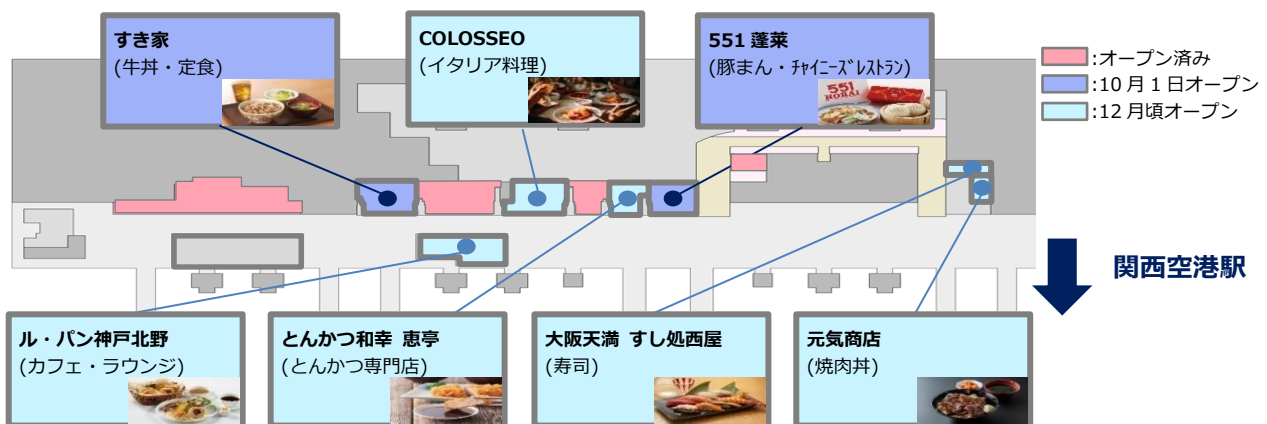 すき家
(牛丼・定食)
COLOSSEO
(イタリア料理)
551 蓬莱
(豚まん・ﾁｬｲﾆｰｽﾞﾚｽﾄﾗﾝ)
551
HORAI
:オープン済み
:10 月 1 日オープン
:12 月頃オープン
関西空港駅
ル・パン神戸北野
(カフェ・ラウンジ)
とんかつ和幸 恵亭
(とんかつ専門店)
大阪天満 すし処西屋
(寿司)
元気商店
(焼肉丼)